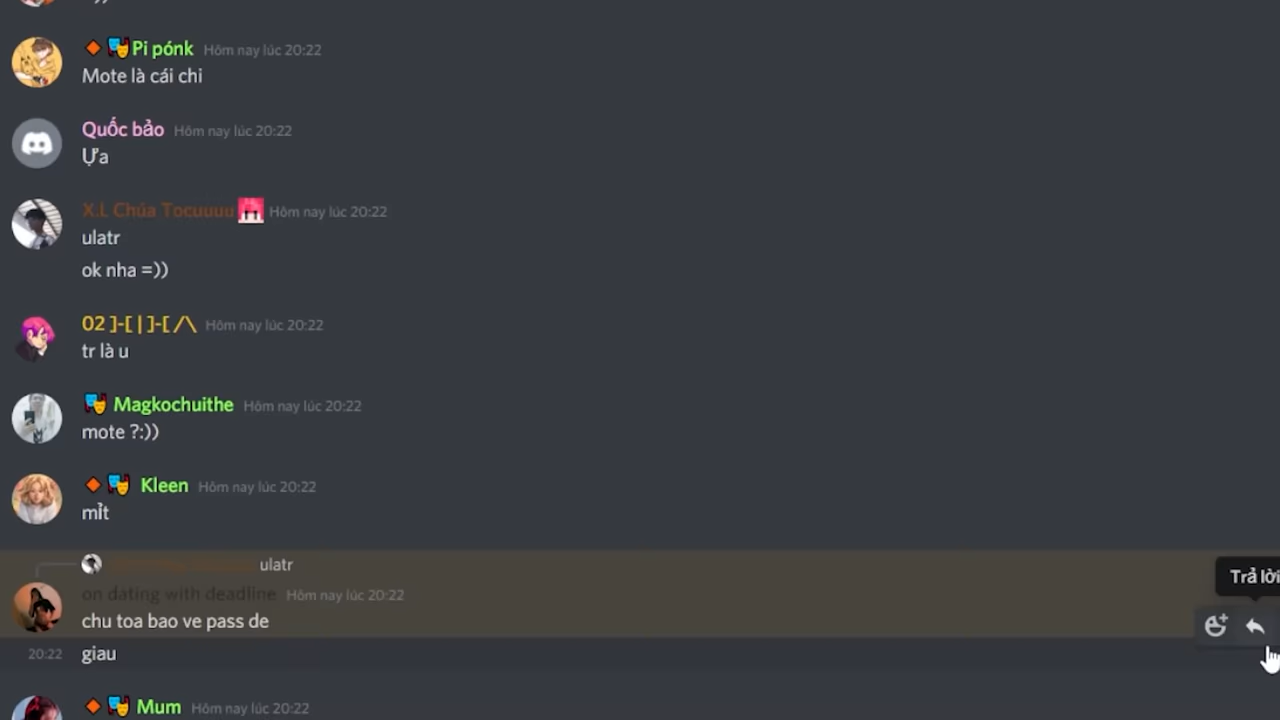 Pi pónk Hôm nay lúc 20:22
Mote là cái chi
Quốc bảo Hôm nay lúc 20:22
Ựa
X.L Chúa Tocuuuu Hôm nay lúc 20:22
ulatr
ok nha =))
02 ]-[ | ]-[ /\ Hôm nay lúc 20:22
tr là u
Magkochuithe Hôm nay lúc 20:22
mote ?:))
Kleen Hôm nay lúc 20:22
mỉt
ulatr
Trả lời
on dating with deadline Hôm nay lúc 20:22
chu toa bao ve pass de
20:22 giau
Mum Hôm nay lúc 20:22